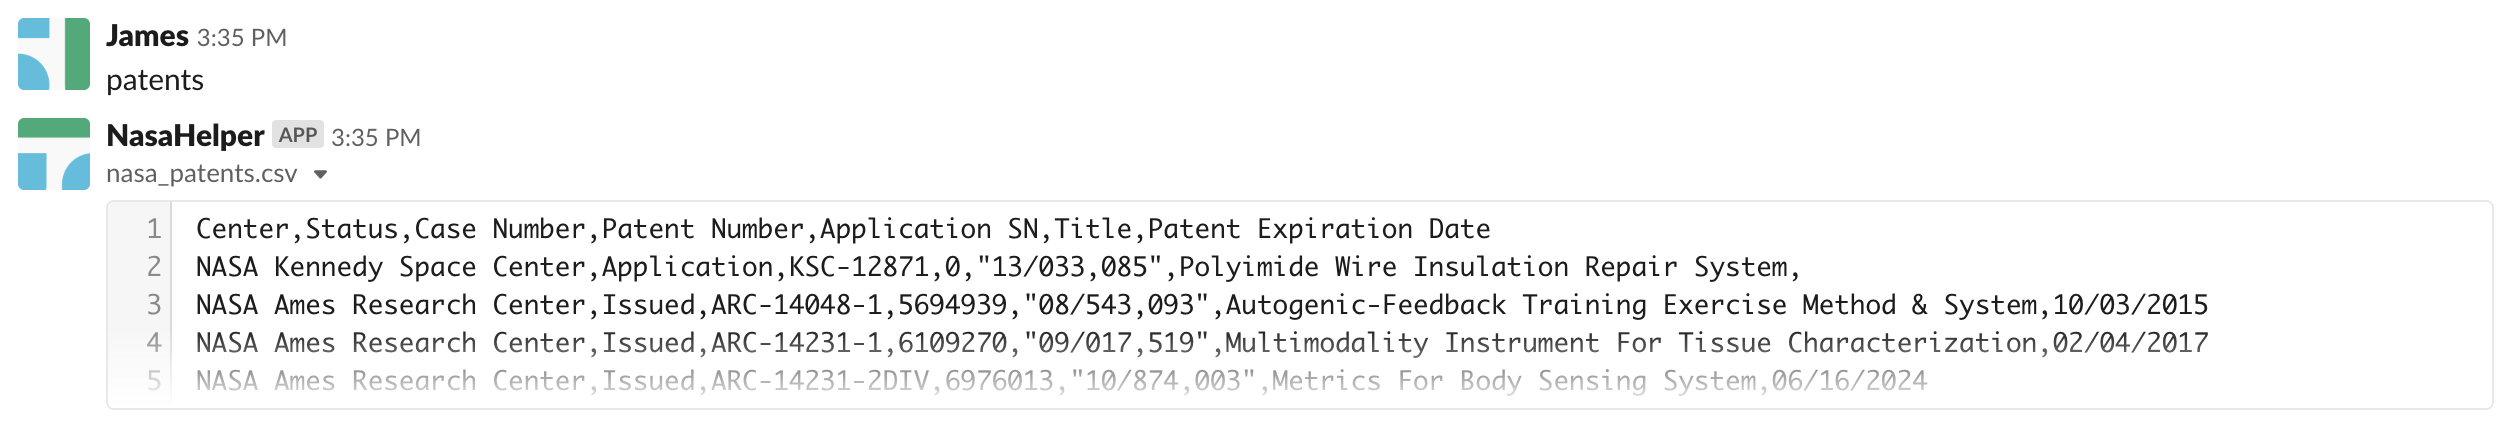 James 3:35 PM
patents
NasaHelper APP 3:35 PM
nasa_patents.csv
1 Center,Status,Case Number,Patent Number,Application SN,Title,Patent Expiration Date
2 NASA Kennedy Space Center,Application,KSC-12871,0,"13/033,085",Polyimide Wire Insulation Repair System,
3 NASA Ames Research Center,Issued,ARC-14048-1,5694939,"08/543,093",Autogenic-Feedback Training Exercise Method & System,10/03/2015
4 NASA Ames Research Center,Issued,ARC-14231-1,6109270,"09/017,519",Multimodality Instrument For Tissue Characterization,02/04/2017
5 NASA Ames Research Center,Issued,ARC-14231-2DIV,6976013,"10/874,003",Metrics For Body Sensing System,06/16/2024